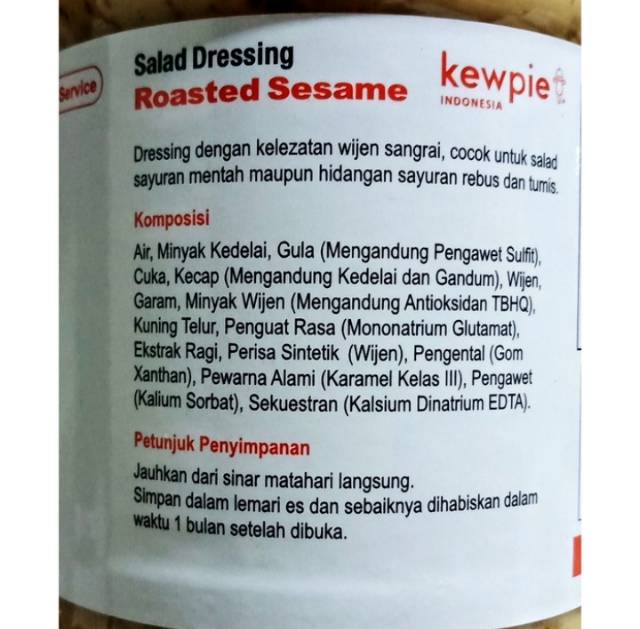 Service
Salad Dressing
Roasted Sesame
kewpie
INDONESIA
Dressing dengan kelezatan wijen sangrai, cocok untuk salad
sayuran mentah maupun hidangan sayuran rebus dan tumis.
Komposisi
Air, Minyak Kedelai, Gula (Mengandung Pengawet Sulfit),
Cuka, Kecap (Mengandung Kedelai dan Gandum), Wijen,
Garam, Minyak Wijen (Mengandung Antioksidan TBHQ),
Kuning Telur, Penguat Rasa (Mononatrium Glutamat),
Ekstrak Ragi, Perisa Sintetik (Wijen), Pengental (Gom
Xanthan), Pewarna Alami (Karamel Kelas III), Pengawet
(Kalium Sorbat), Sekuestran (Kalsium Dinatrium EDTA).
Petunjuk Penyimpanan
Jauhkan dari sinar matahari langsung.
Simpan dalam lemari es dan sebaiknya dihabiskan dalam
waktu 1 bulan setelah dibuka.